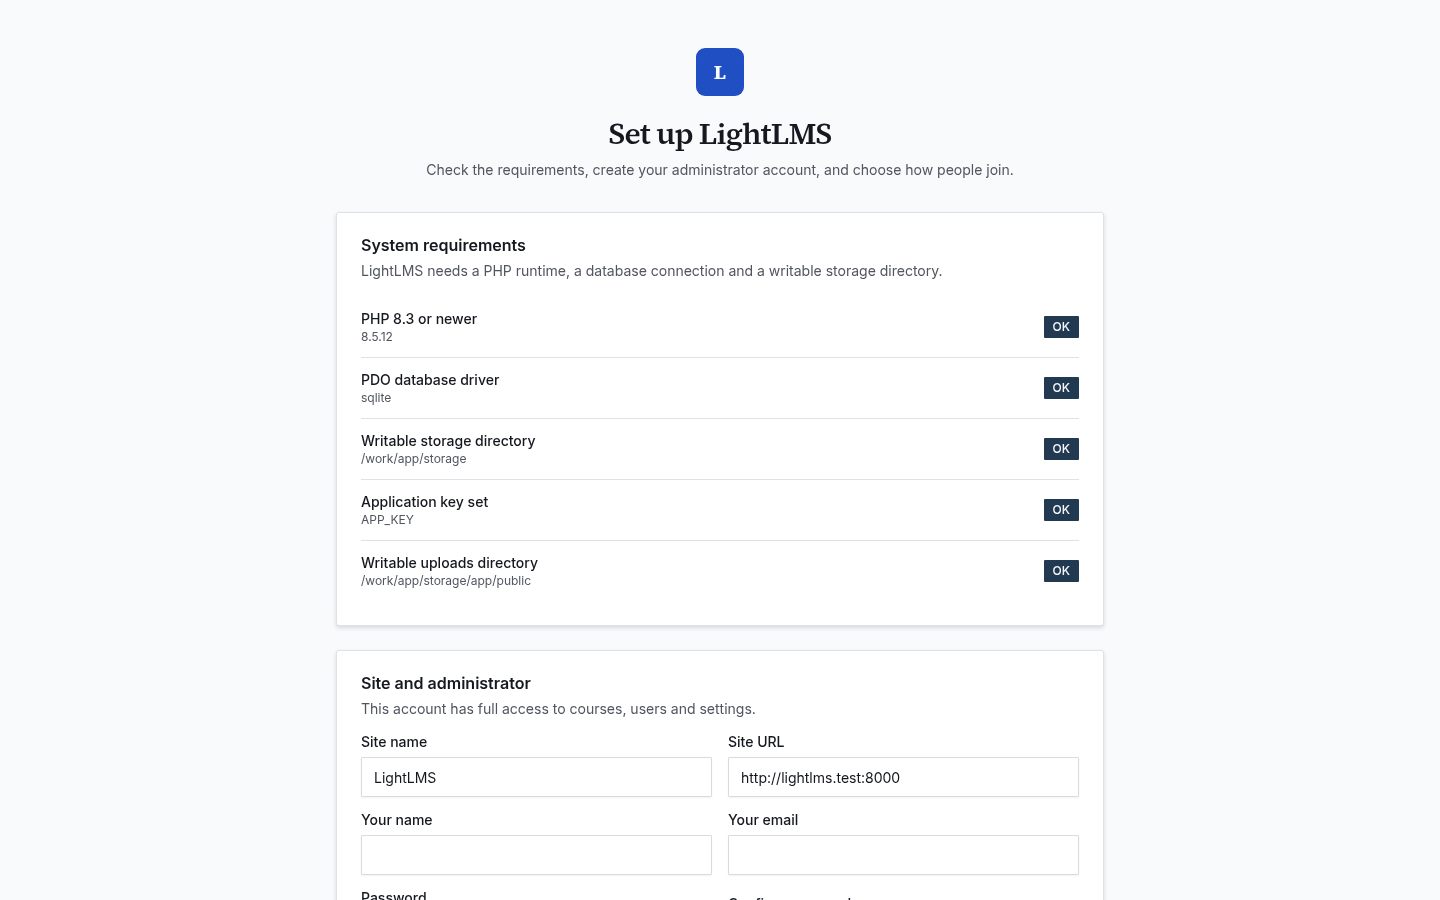 L
Set up LightLMS
Check the requirements, create your administrator account, and choose how people join.
System requirements
LightLMS needs a PHP runtime, a database connection and a writable storage directory.
PHP 8.3 or newer
8.5.12
OK
PDO database driver
sqlite
OK
Writable storage directory
/work/app/storage
OK
Application key set
APP_KEY
OK
Writable uploads directory
/work/app/storage/app/public
OK
Site and administrator
This account has full access to courses, users and settings.
Site name
Site URL
LightLMS
http://lightlms.test:8000
Your name
Your email
Password